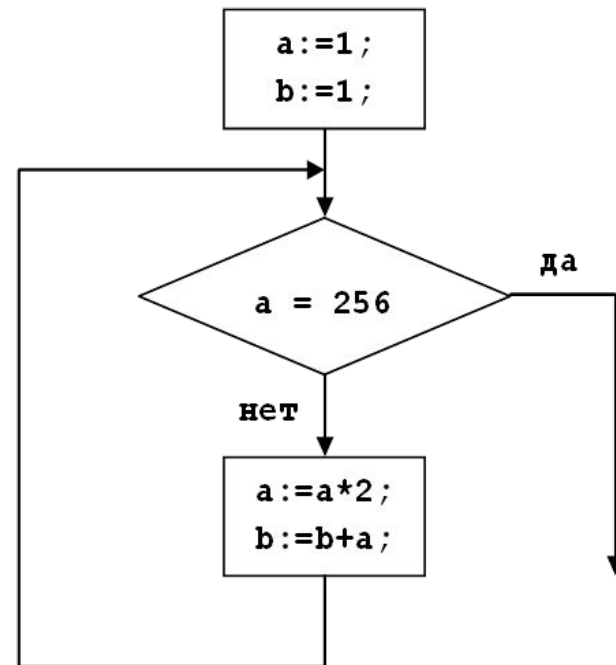 a:=1;
b:=1;
a = 256
да
нет
a:=a*2;
b:=b+a;